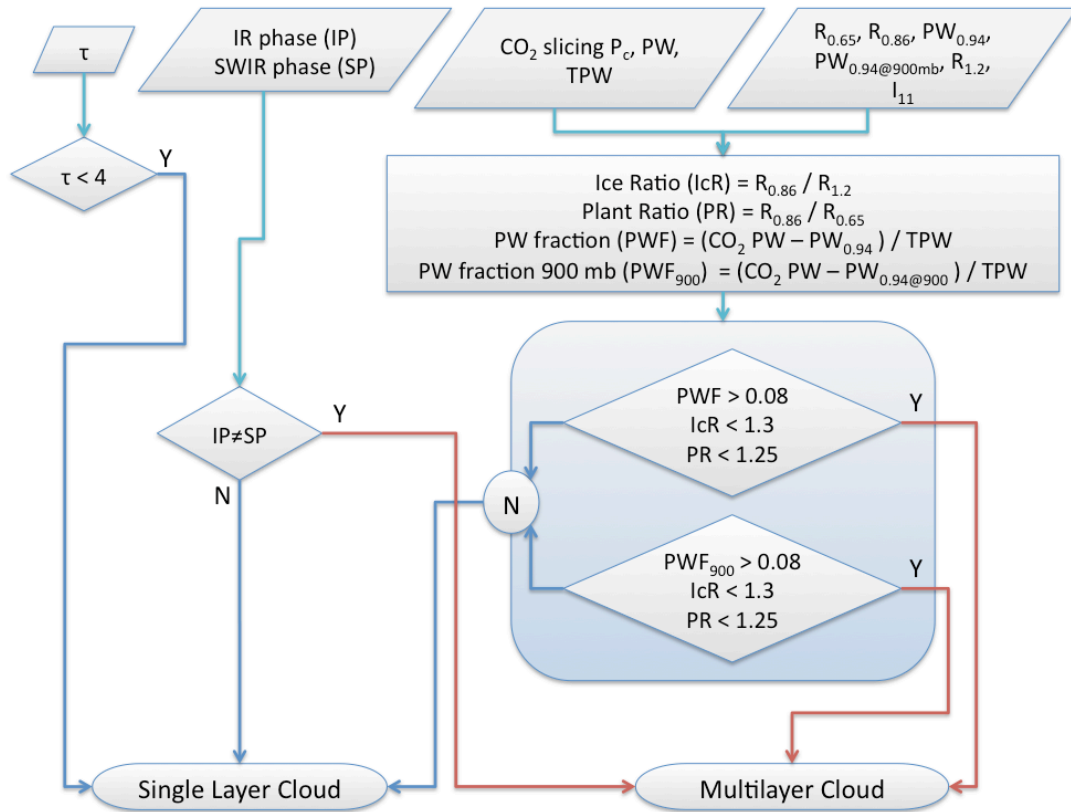 τ
IR phase (IP)
SWIR phase (SP)
CO₂ slicing P_c, PW,
TPW
R₀.₆₅, R₀.₈₆, PW₀.₉₄,
PW₀.₉₄@₉₀₀mb, R₁.₂,
I₁₁
τ < 4
Y
Ice Ratio (IcR) = R₀.₈₆ / R₁.₂
Plant Ratio (PR) = R₀.₈₆ / R₀.₆₅
PW fraction (PWF) = (CO₂ PW – PW₀.₉₄ ) / TPW
PW fraction 900 mb (PWF₉₀₀) = (CO₂ PW – PW₀.₉₄@₉₀₀ ) / TPW
IP≠SP
Y
N
PWF > 0.08
IcR < 1.3
PR < 1.25
Y
N
PWF₉₀₀ > 0.08
IcR < 1.3
PR < 1.25
Y
Single Layer Cloud
Multilayer Cloud